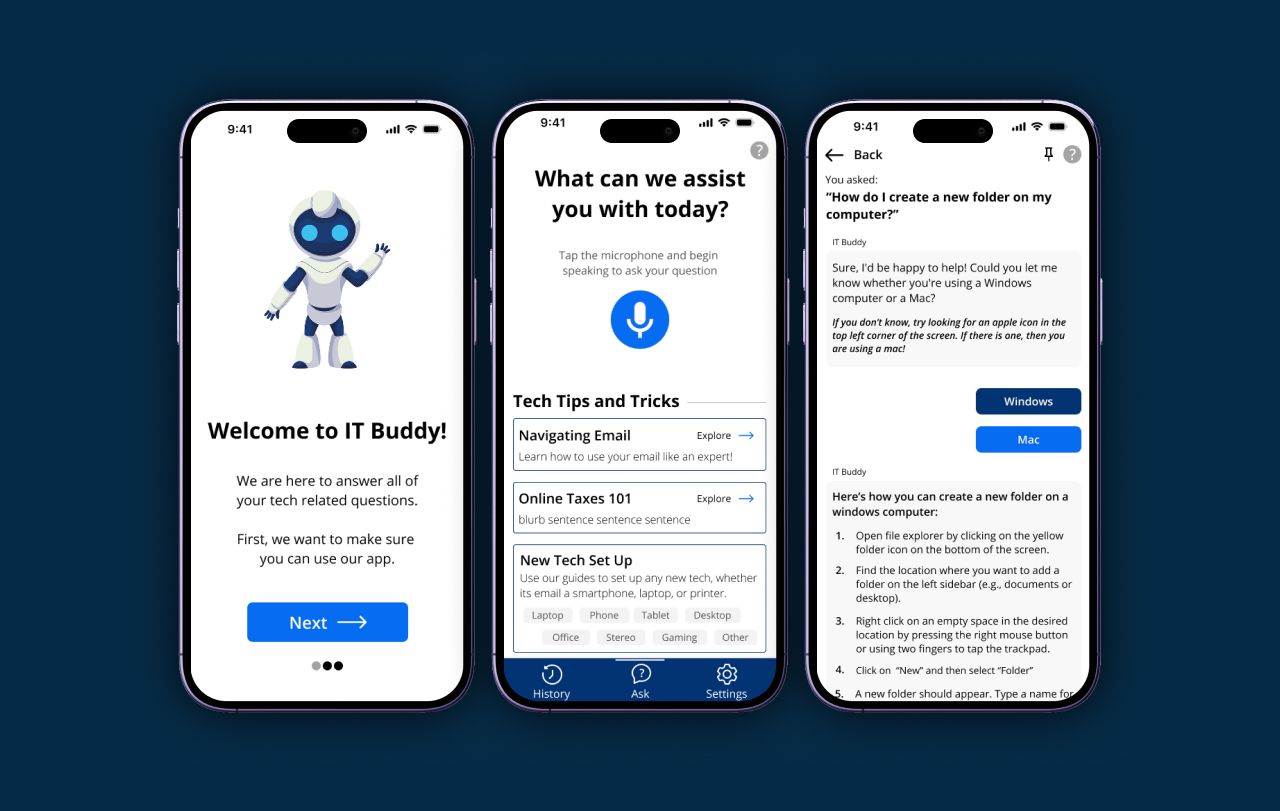 9:41
Welcome to IT Buddy!
We are here to answer all of
your tech related questions.
First, we want to make sure
you can use our app.
Next
9:41
?
What can we assist
you with today?
Tap the microphone and begin
speaking to ask your question
Tech Tips and Tricks
Navigating Email
Explore
Learn how to use your email like an expert!
Online Taxes 101
Explore
blurb sentence sentence sentence
New Tech Set Up
Use our guides to set up any new tech, whether
its email a smartphone, laptop, or printer.
Laptop Phone Tablet Desktop
Office Stereo Gaming Other
?
History Ask Settings
9:41
Back
?
You asked:
“How do I create a new folder on my
computer?”
IT Buddy
Sure, I'd be happy to help! Could you let me
know whether you're using a Windows
computer or a Mac?
If you don't know, try looking for an apple icon in the
top left corner of the screen. If there is one, then you
are using a mac!
Windows
Mac
IT Buddy
Here’s how you can create a new folder on a
windows computer:
1. Open file explorer by clicking on the yellow
folder icon on the bottom of the screen.
2. Find the location where you want to add a
folder on the left sidebar (e.g., documents or
desktop).
3. Right click on an empty space in the desired
location by pressing the right mouse button
or using two fingers to tap the trackpad.
4. Click on “New” and then select “Folder”
5. A new folder should appear. Type a name for